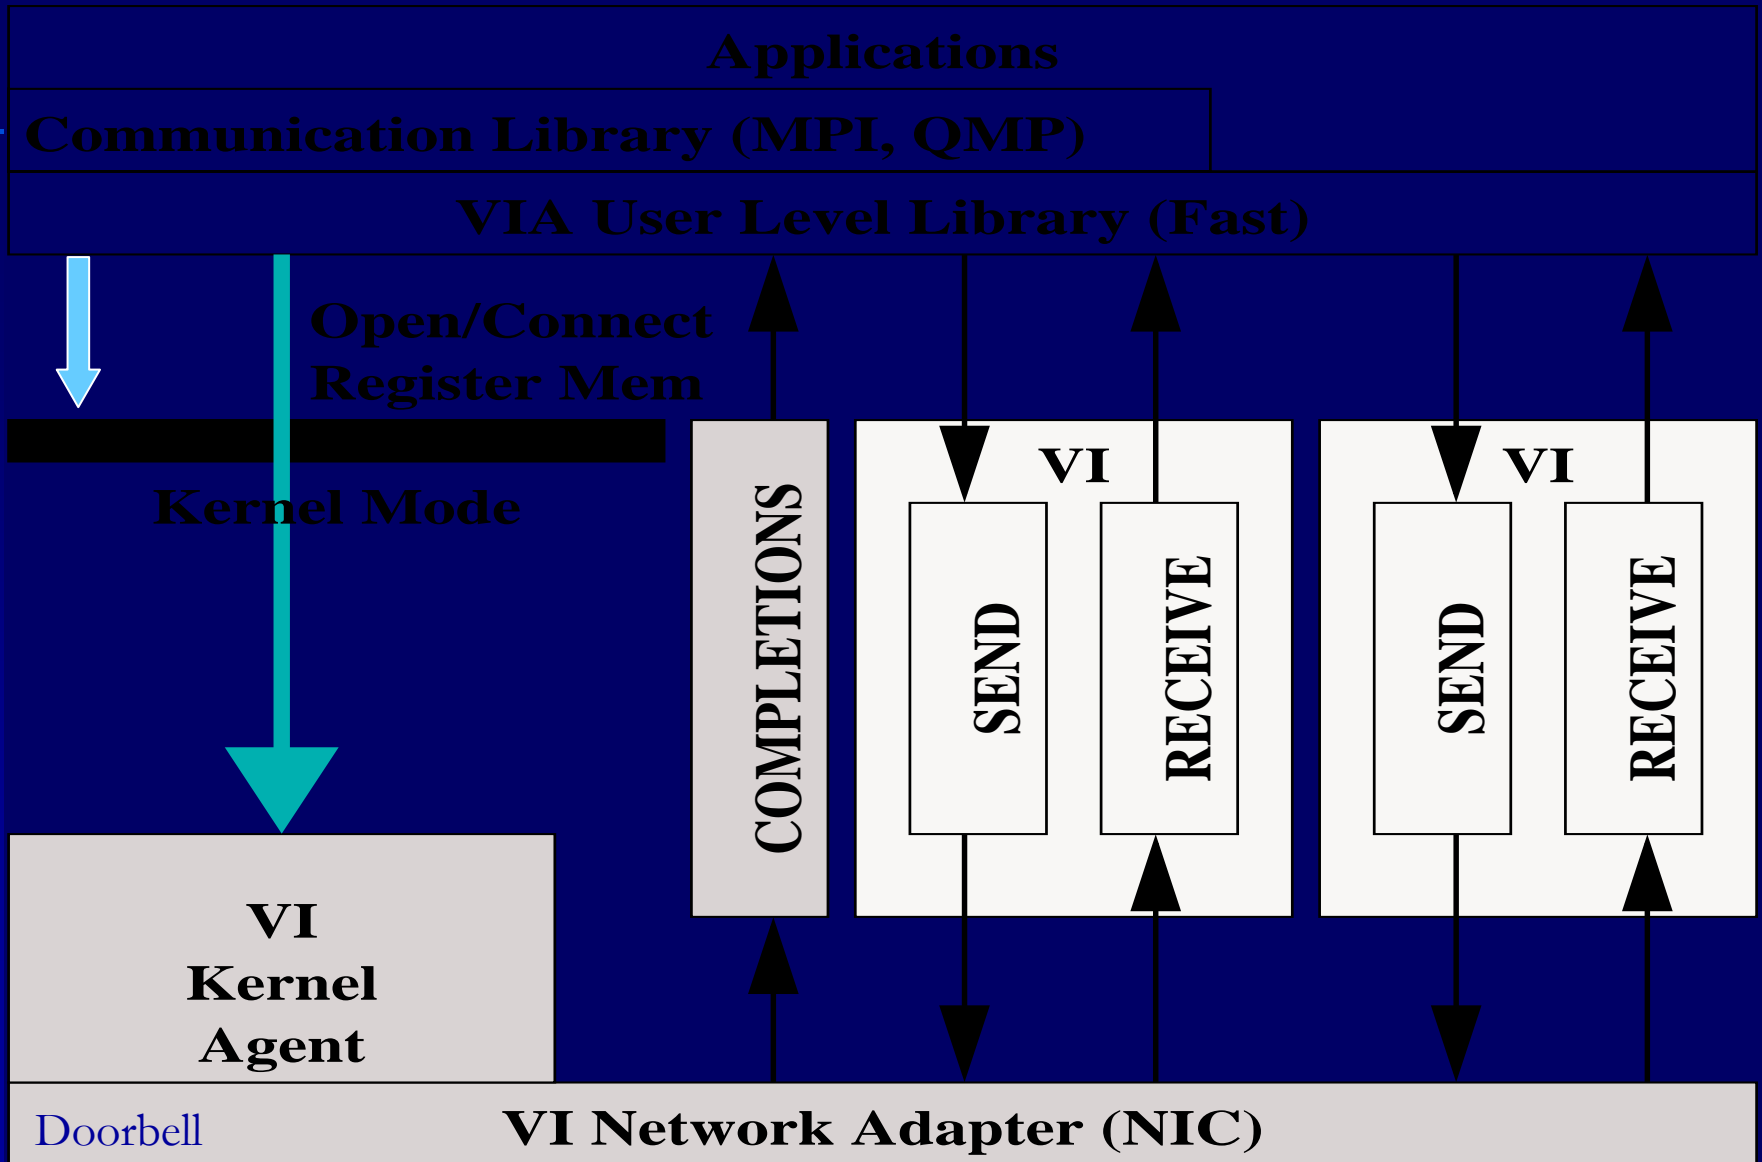 Applications
Communication Library (MPI, QMP)
VIA User Level Library (Fast)
Open/Connect
Register Mem
Kernel Mode
COMPLETIONS
VI
SEND
RECEIVE
VI
SEND
RECEIVE
VI
Kernel
Agent
Doorbell
VI Network Adapter (NIC)